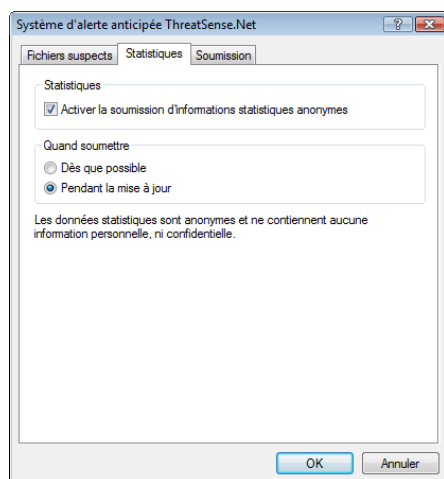 Système d'alerte anticipée ThreatSense.Net
Fichiers suspects Statistiques Soumission
Statistiques
Activer la soumission d'informations statistiques anonymes
Quand soumettre
Dès que possible
Pendant la mise à jour
Les données statistiques sont anonymes et ne contiennent aucune
information personnelle, ni confidentielle.
OK Annuler